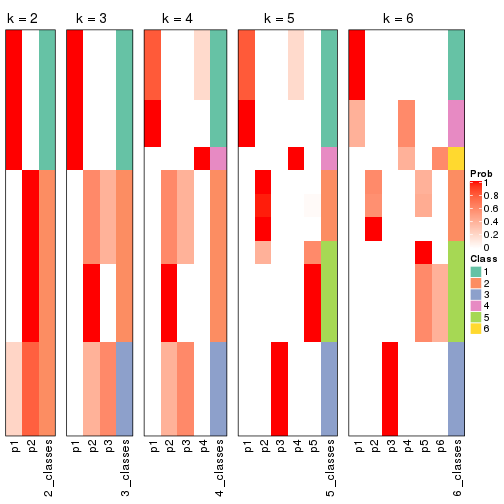 k = 2
k = 3
k = 4
k = 5
k = 6
Prob
1
0.8
0.6
0.4
0.2
0
Class
1
2
3
4
5
6
p1
p2
2_classes
p1
p2
p3
3_classes
p1
p2
p3
p4
4_classes
p1
p2
p3
p4
p5
5_classes
p1
p2
p3
p4
p5
p6
6_classes